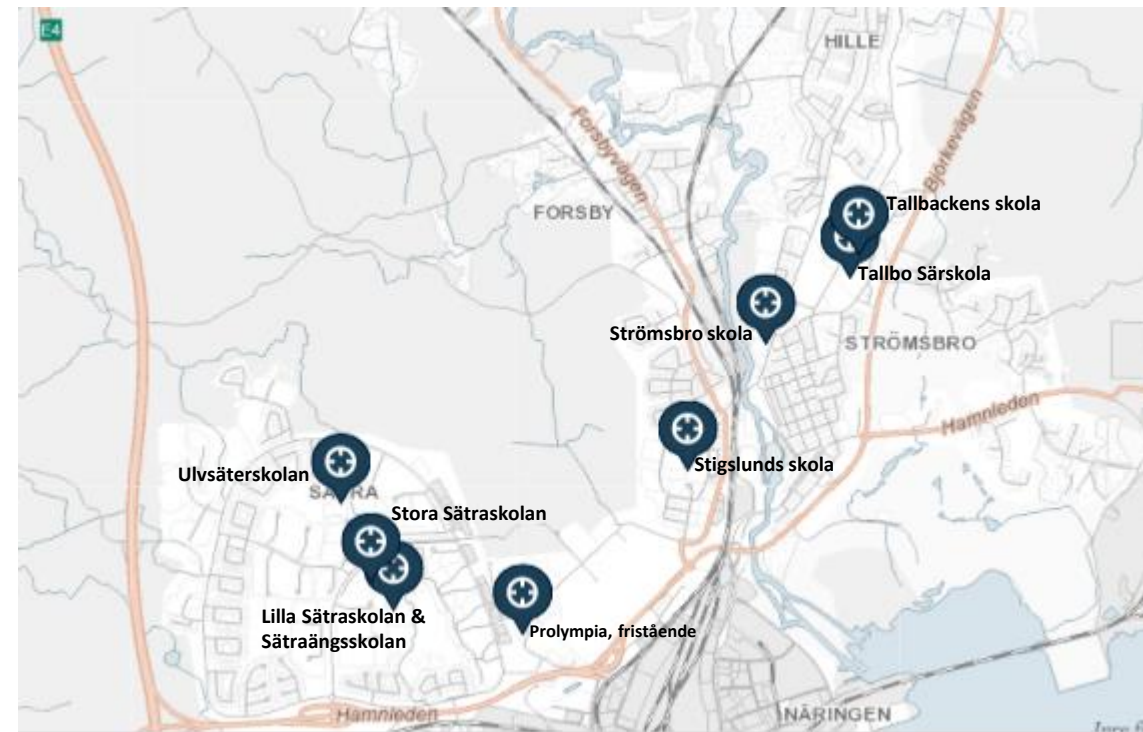 E4
HILLE
Forsbyvägen
Björkevägen
Tallbackens skola
FORSBY
Tallbo Särskola
Strömsbro skola
STRÖMSBRO
Hamnleden
Stigslunds skola
Ulvsäterskolan
Stora Sätraskolan
Lilla Sätraskolan &
Sätraängsskolan
Prolympia, fristående
Hamnleden
NÄRINGEN